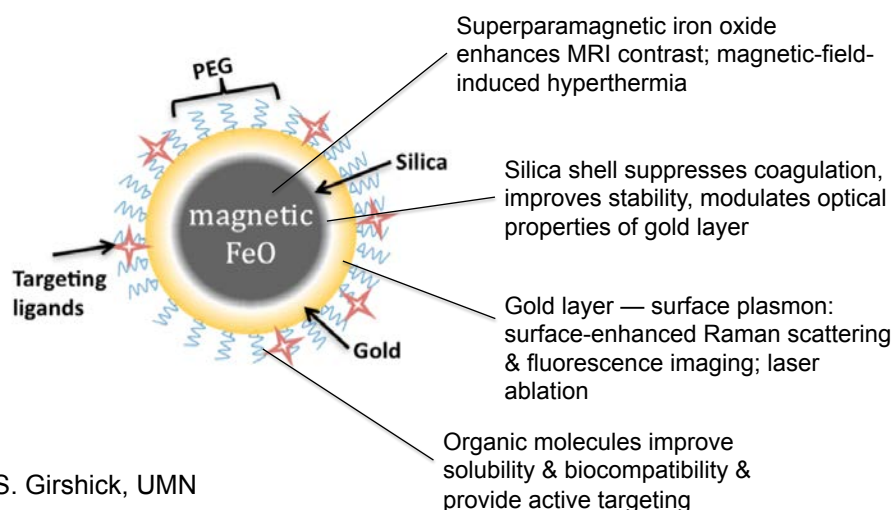 Superparamagnetic iron oxide
enhances MRI contrast; magnetic-field-
induced hyperthermia
PEG
Silica
Silica shell suppresses coagulation,
improves stability, modulates optical
properties of gold layer
magnetic
FeO
Targeting
ligands
Gold
Gold layer — surface plasmon:
surface-enhanced Raman scattering
& fluorescence imaging; laser
ablation
Organic molecules improve
solubility & biocompatibility &
provide active targeting
S. Girshick, UMN